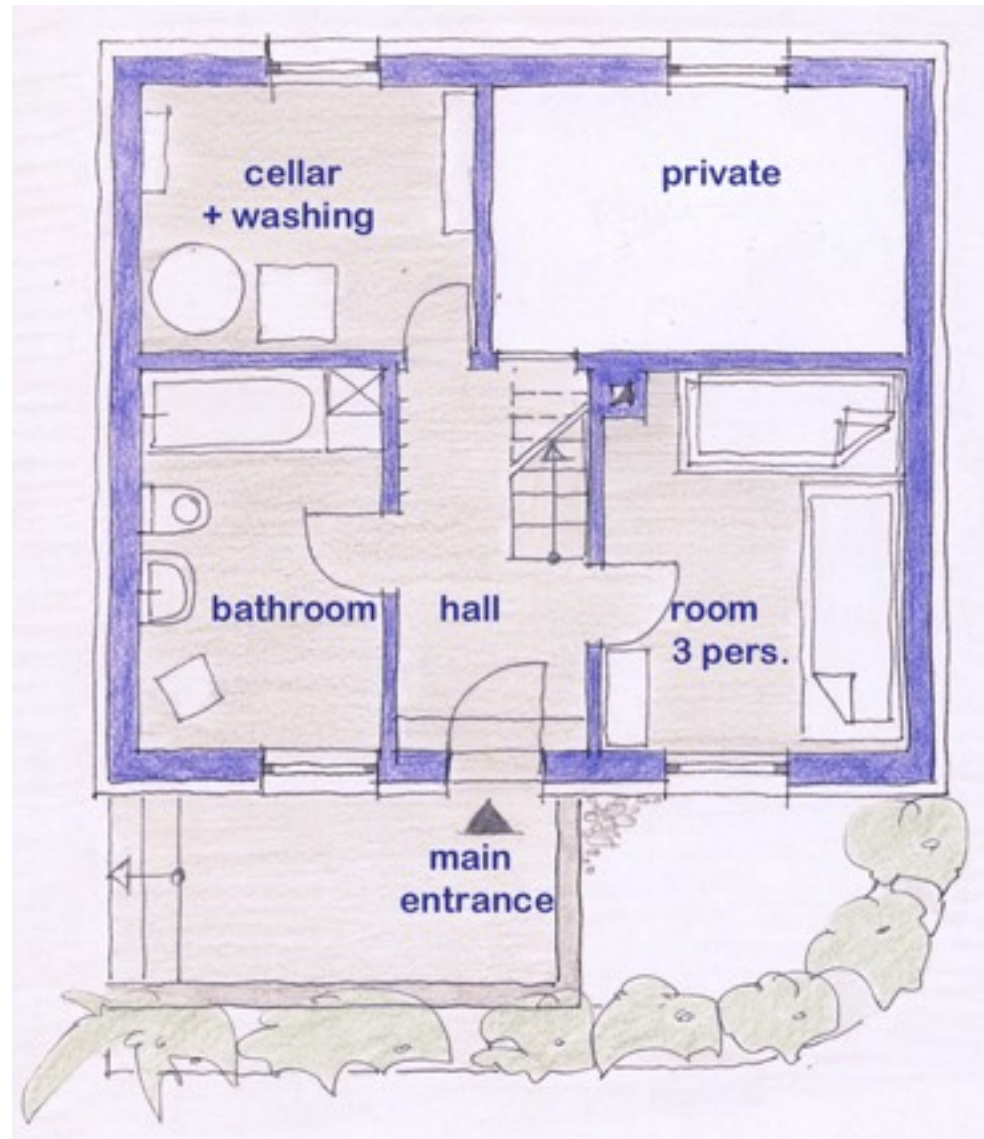 cellar
+ washing
private
bathroom
hall
room
3 pers.
main
entrance